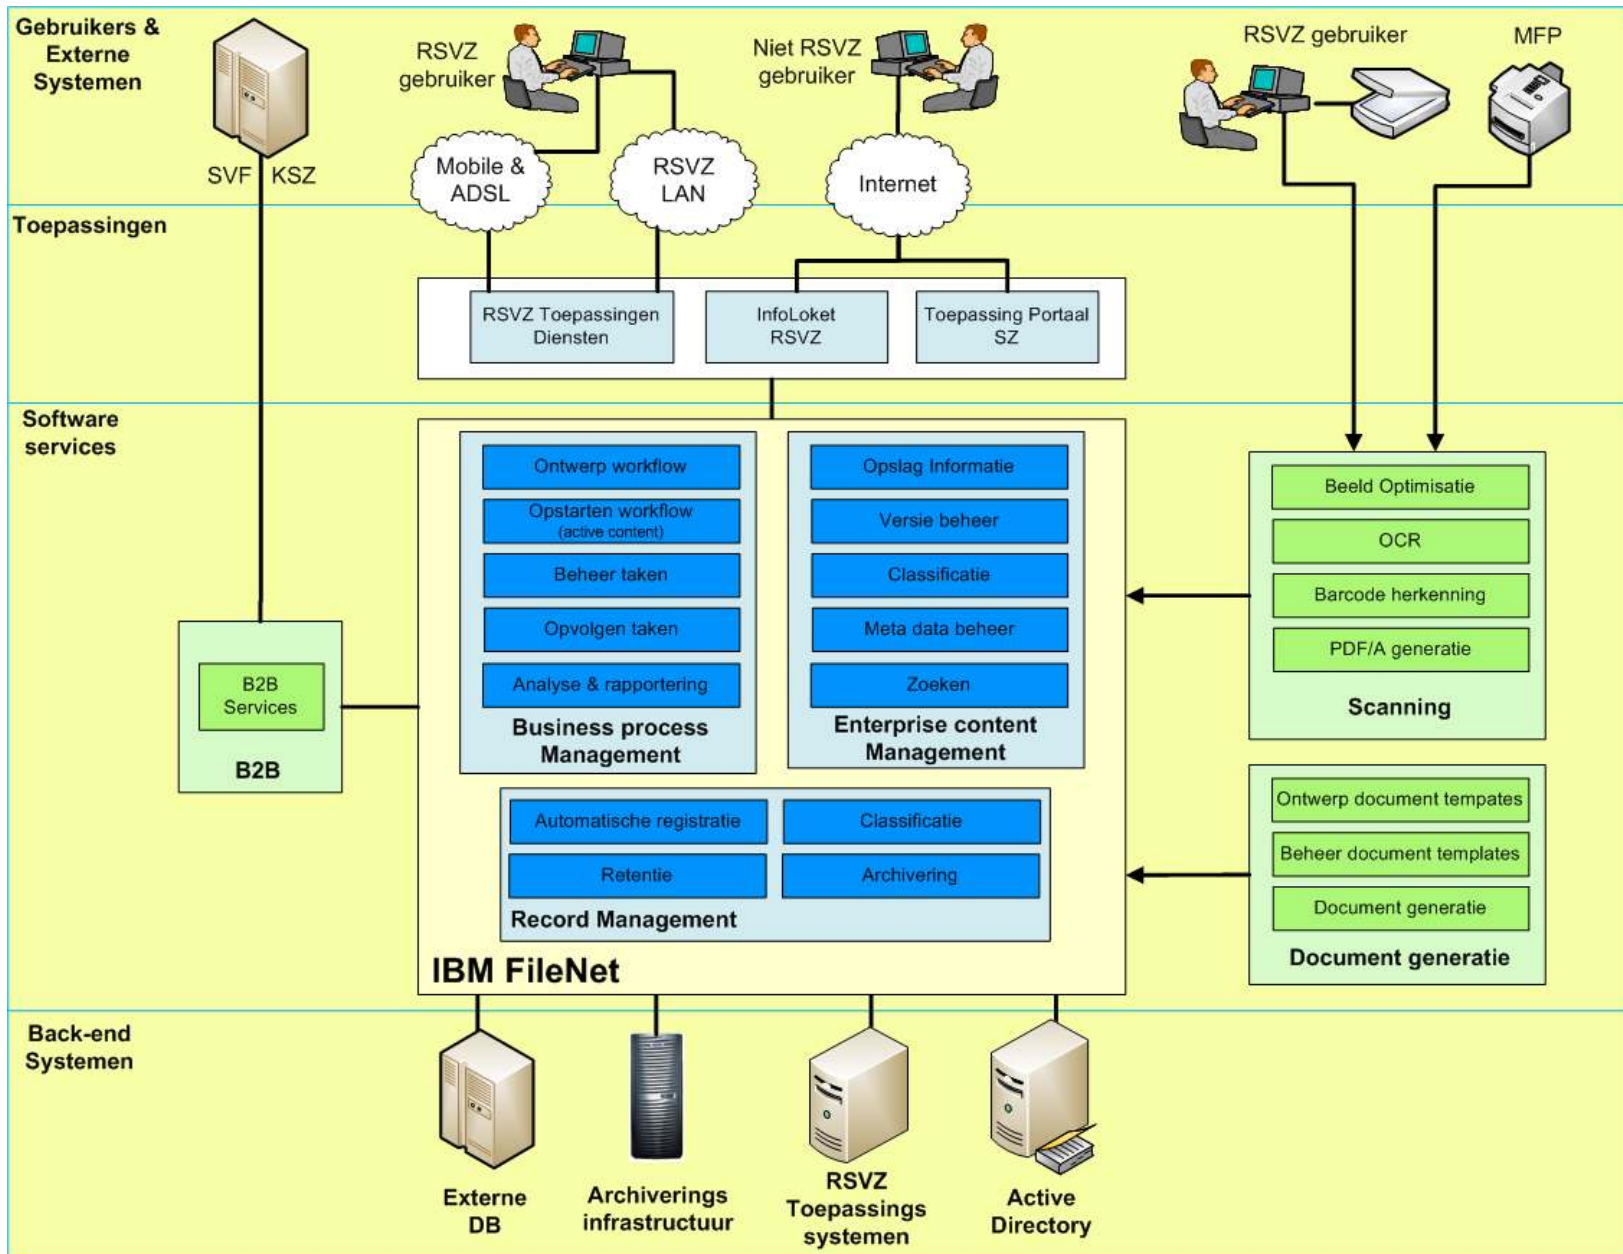 Gebruikers &
Externe
Systemen
SVF
KSZ
RSVZ
gebruiker
Niet RSVZ
gebruiker
RSVZ gebruiker
MFP
Mobile &
ADSL
RSVZ
LAN
Internet
Toepassingen
RSVZ Toepassingen
Diensten
InfoLoket
RSVZ
Toepassing Portaal
SZ
Software
services
Ontwerp workflow
Opstarten workflow
(active content)
Beheer taken
Opvolgen taken
Analyse & rapportering
Business process
Management
Opslag Informatie
Versie beheer
Classificatie
Meta data beheer
Zoeken
Enterprise content
Management
Beeld Optimisatie
OCR
Barcode herkenning
PDF/A generatie
Scanning
B2B
Services
B2B
Automatische registratie
Classificatie
Retentie
Archivering
Record Management
IBM FileNet
Ontwerp document tempates
Beheer document templates
Document generatie
Document generatie
Back-end
Systemen
Externe
DB
Archiverings
infrastructuur
RSVZ
Toepassings
systemen
Active
Directory